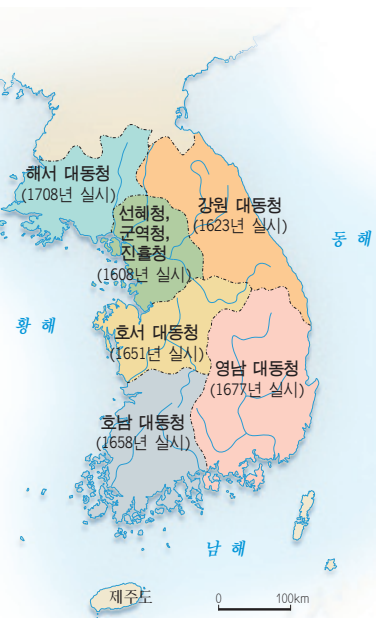 해서 대동청
(1708년 실시)
선혜청,
군역청,
진휼청
(1608년 실시)
강원 대동청
(1623년 실시)
동 해
황 해
호서 대동청
(1651년 실시)
영남 대동청
(1677년 실시)
호남 대동청
(1658년 실시)
남 해
제주도
0 100km